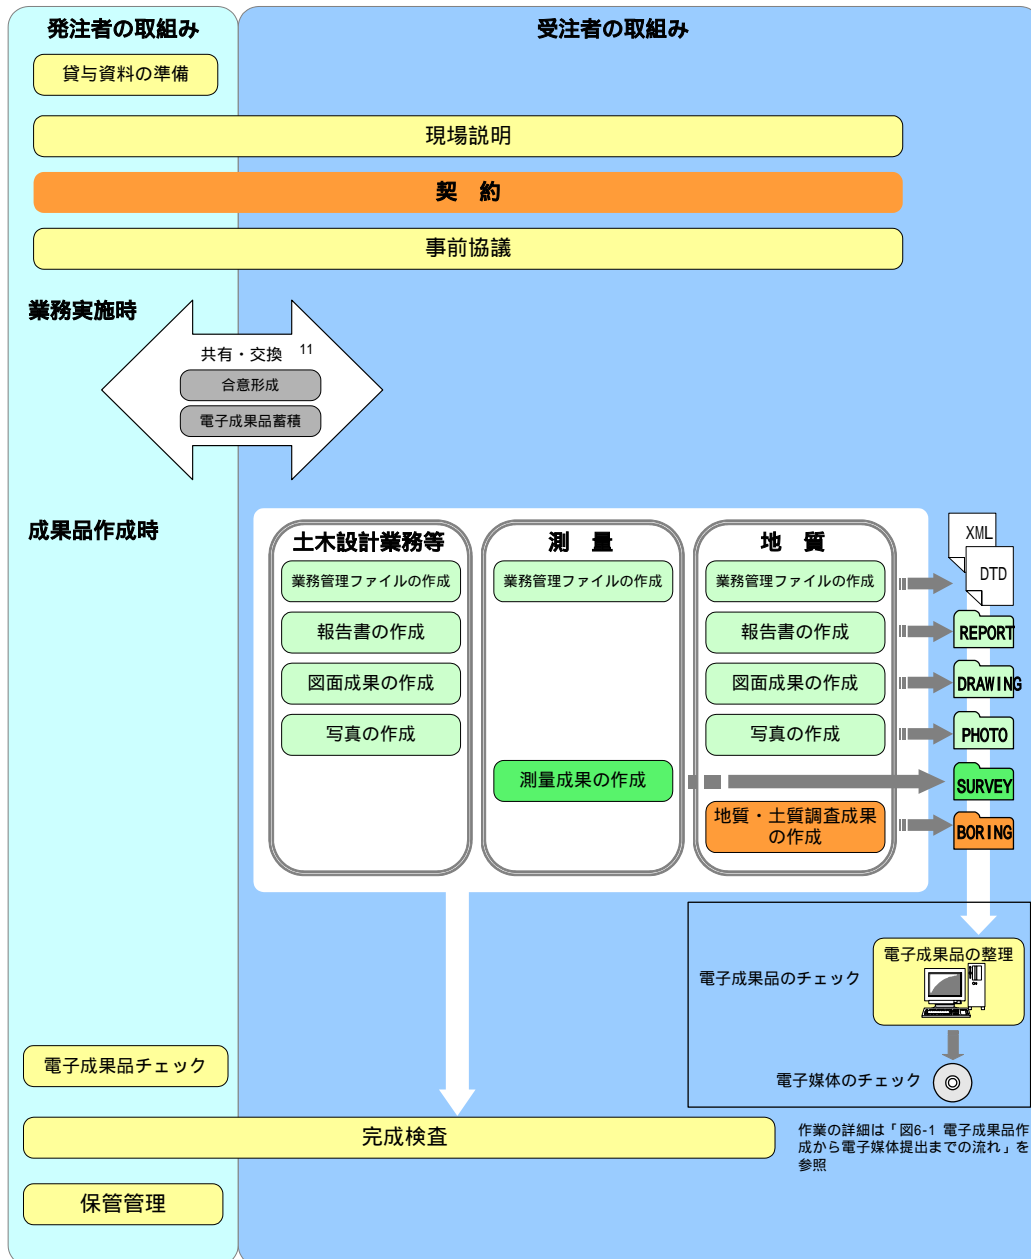 発注者の取組み
受注者の取組み
貸与資料の準備
現場説明
契 約
事前協議
業務実施時
共有・交換 11
合意形成
電子成果品蓄積
成果品作成時
土木設計業務等
業務管理ファイルの作成
報告書の作成
図面成果の作成
写真の作成
測 量
業務管理ファイルの作成
測量成果の作成
地 質
業務管理ファイルの作成
報告書の作成
図面成果の作成
写真の作成
地質・土質調査成果
の作成
XML
DTD
REPORT
DRAWING
PHOTO
SURVEY
BORING
電子成果品の整理
電子成果品のチェック
電子媒体のチェック
電子成果品チェック
完成検査
作業の詳細は「図6-1 電子成果品作
成から電子媒体提出までの流れ」を
参照
保管管理